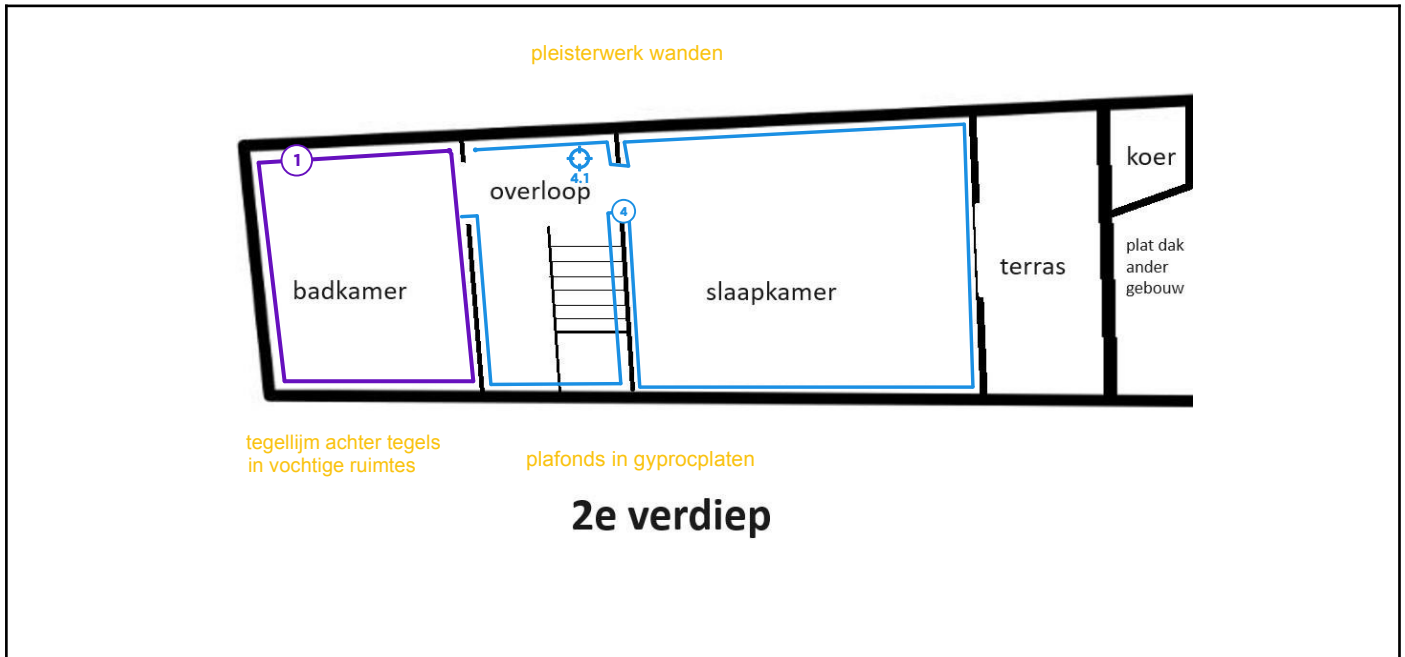 pleisterwerk wanden
1
koer
4.1
overloop
4
plat dak
ander
gebouw
terras
badkamer
slaapkamer
tegellijm achter tegels
in vochtige ruimtes
plafonds in gyprocplaten
2e verdiep